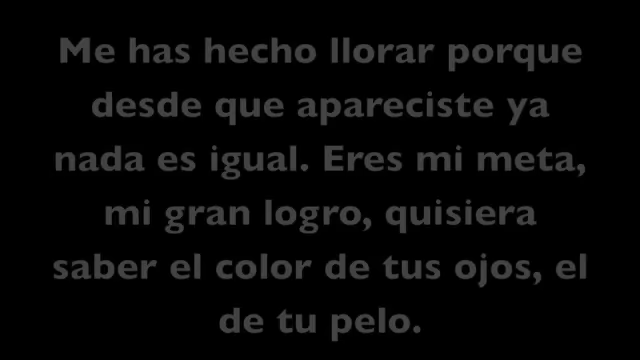 Me has hecho llorar porque
desde que apareciste ya
nada es igual. Eres mi meta,
mi gran logro, quisiera
saber el color de tus ojos, el
de tu pelo.